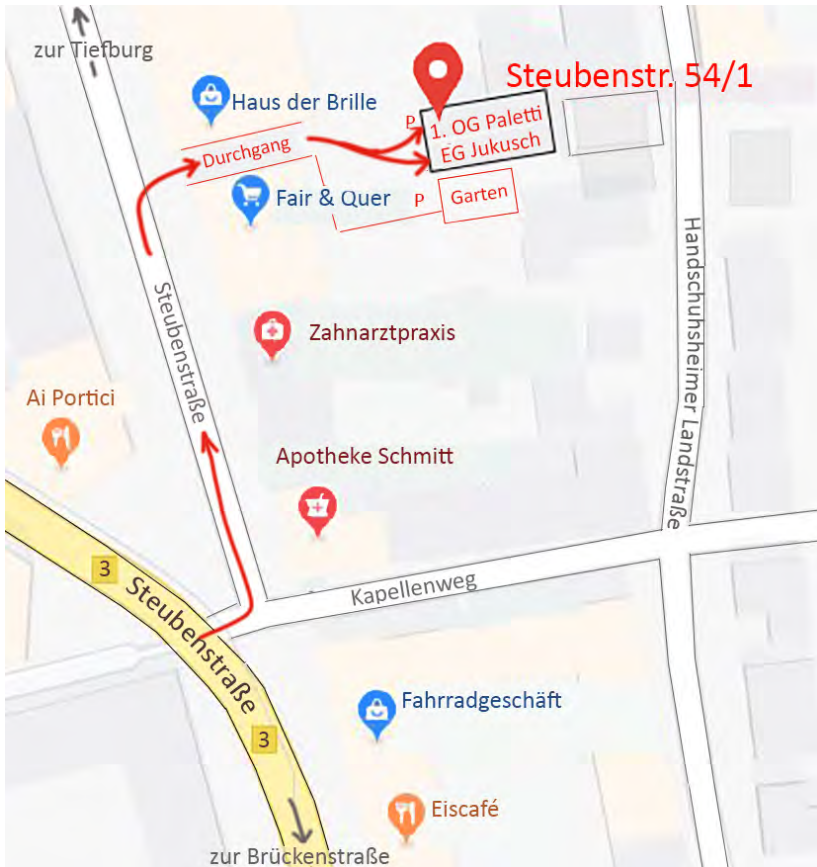 zur Tiefburg
Haus der Brille
Steubenstr. 54/1
P
1. OG Paletti
EG Jukusch
Durchgang
Fair & Quer
P
Garten
Steubenstraße
Handschuhsheimer Landstraße
Zahnarztpraxis
Ai Portici
Apotheke Schmitt
3
Steubenstraße
Kapellenweg
3
Fahrradgeschäft
Eiscafé
zur Brückenstraße